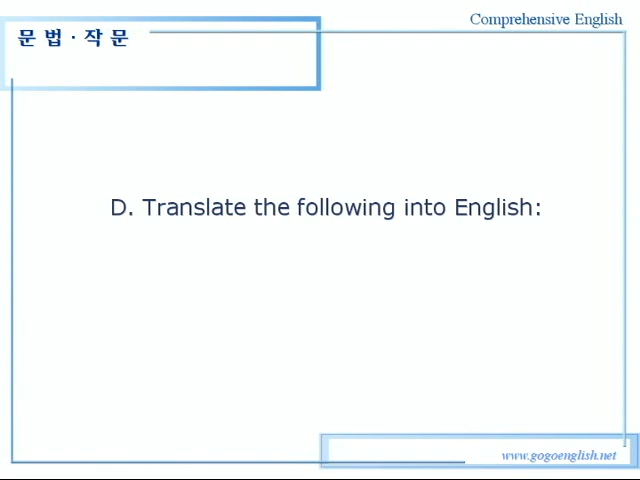 Comprehensive English
문 법 · 작 문
D. Translate the following into English:
www.gogoenglish.net